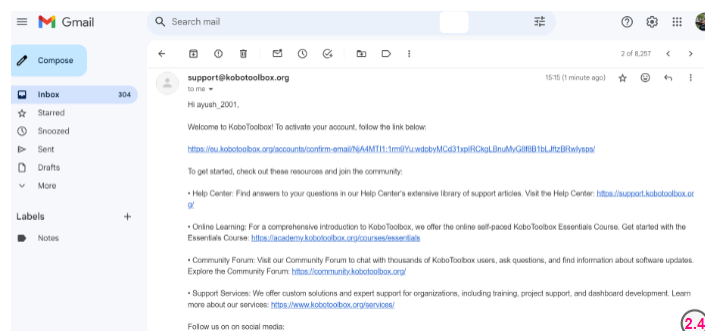 Gmail
Search mail
Compose
2 of 8,257
Inbox 304
Starred
Snoozed
Sent
Drafts
More
Labels
Notes
support@kobotoolbox.org 15:15 (1 minute ago)
to me
Hi ayush_2001,
Welcome to KoboToolbox! To activate your account, follow the link below:
To get started, check out these resources and join the community:
• Help Center: Find answers to your questions in our Help Center's extensive library of support articles. Visit the Help Center: https://support.kobotoolbox.or
g/
• Online Learning: For a comprehensive introduction to KoboToolbox, we offer the online self-paced KoboToolbox Essentials Course. Get started with the
Essentials Course: https://academy.kobotoolbox.org/courses/essentials
• Community Forum: Visit our Community Forum to chat with thousands of KoboToolbox users, ask questions, and find information about software updates.
Explore the Community Forum: https://community.kobotoolbox.org/
• Support Services: We offer custom solutions and expert support for organizations, including training, project support, and dashboard development. Learn
more about our services: https://www.kobotoolbox.org/services/
Follow us on on social media:
2.4